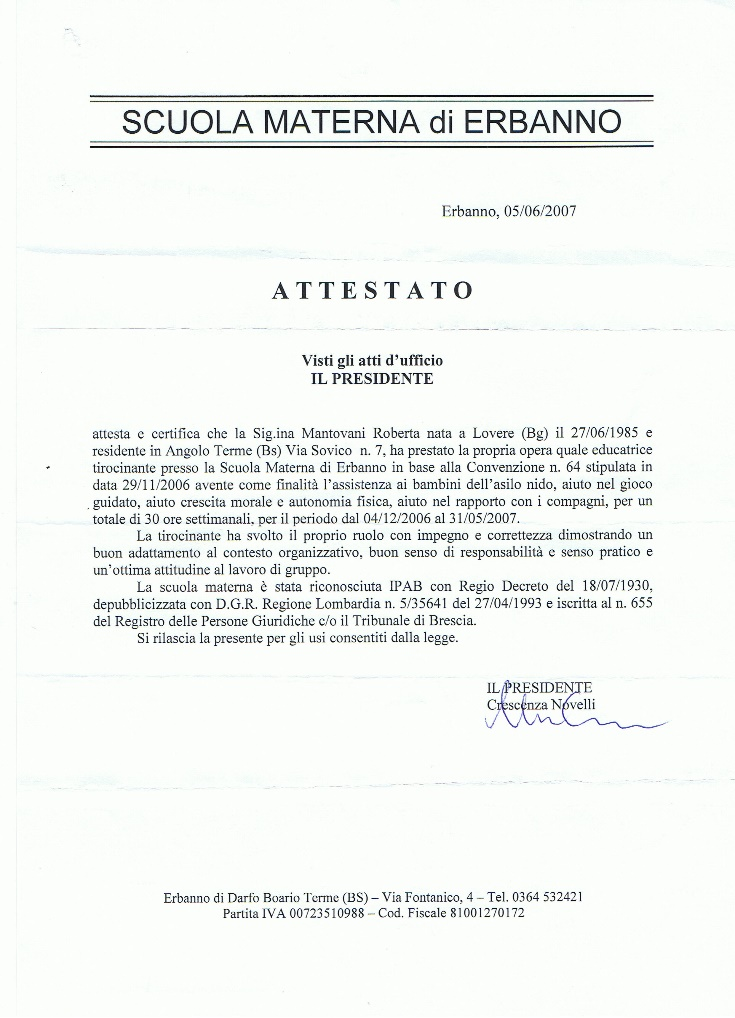 SCUOLA MATERNA di ERBANNO
Erbanno, 05/06/2007
ATTESTATO
Visti gli atti d'ufficio
IL PRESIDENTE
attesta e certifica che la Sig.ina Mantovani Roberta nata a Lovere (Bg) il 27/06/1985 e
residente in Angolo Terme (Bs) Via Sovico n. 7, ha prestato la propria opera quale educatrice
tirocinante presso la Scuola Materna di Erbanno in base alla Convenzione n. 64 stipulata in
data 29/11/2006 avente come finalità l'assistenza ai bambini dell'asilo nido, aiuto nel gioco
guidato, aiuto crescita morale e autonomia fisica, aiuto nel rapporto con i compagni, per un
totale di 30 ore settimanali, per il periodo dal 04/12/2006 al 31/05/2007.
La tirocinante ha svolto il proprio ruolo con impegno e correttezza dimostrando un
buon adattamento al contesto organizzativo, buon senso di responsabilità e senso pratico e
un'ottima attitudine al lavoro di gruppo.
La scuola materna è stata riconosciuta IPAB con Regio Decreto del 18/07/1930,
depubblicizzata con D.G.R. Regione Lombardia n. 5/35641 del 27/04/1993 e iscritta al n. 655
del Registro delle Persone Giuridiche c/o il Tribunale di Brescia.
Si rilascia la presente per gli usi consentiti dalla legge.
IL PRESIDENTE
Crescenza Novelli
Erbanno di Darfo Boario Terme (BS) – Via Fontanico, 4 – Tel. 0364 532421
Partita IVA 00723510988 – Cod. Fiscale 81001270172